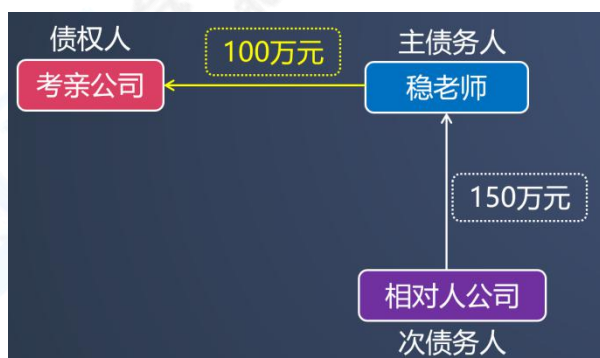 债权人
100万元
主债务人
考亲公司
稳老师
150万元
相对人公司
次债务人